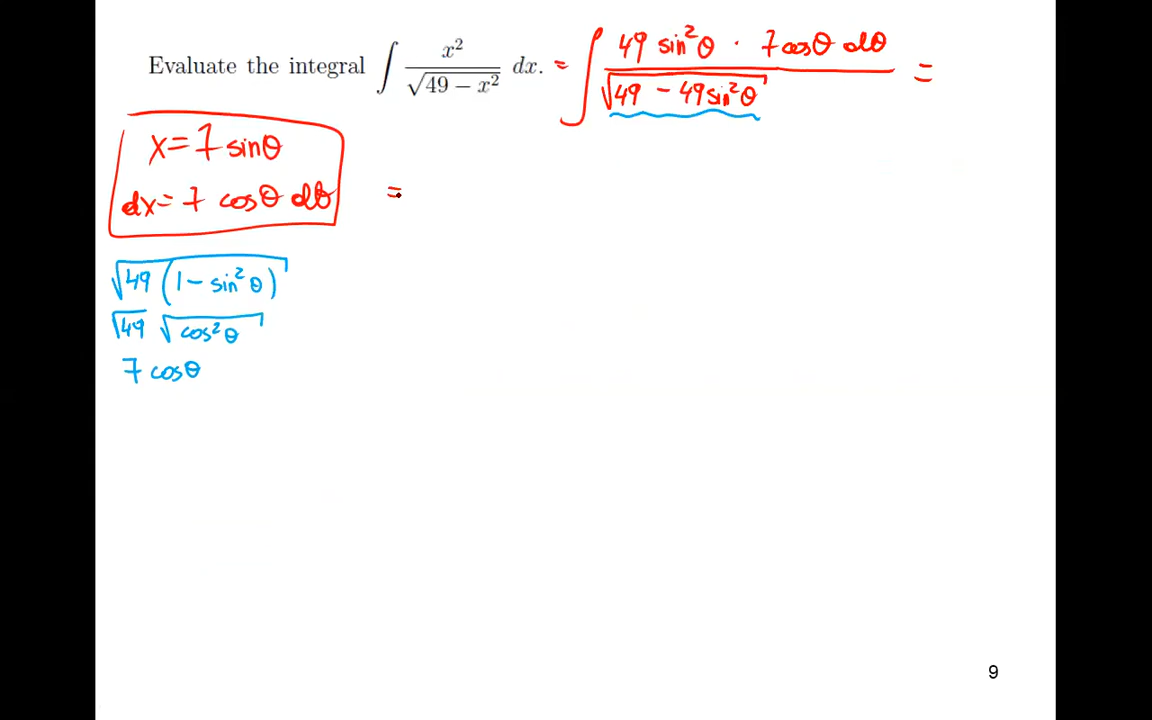 Evaluate the integral ∫ x² / √(49 − x²) dx. = ∫ 49 sin²θ · 7 cosθ dθ / √(49 − 49 sin²θ) =
x = 7 sinθ
dx = 7 cosθ dθ
=
√(49 (1 − sin²θ))
√49 √(cos²θ)
7 cosθ
9